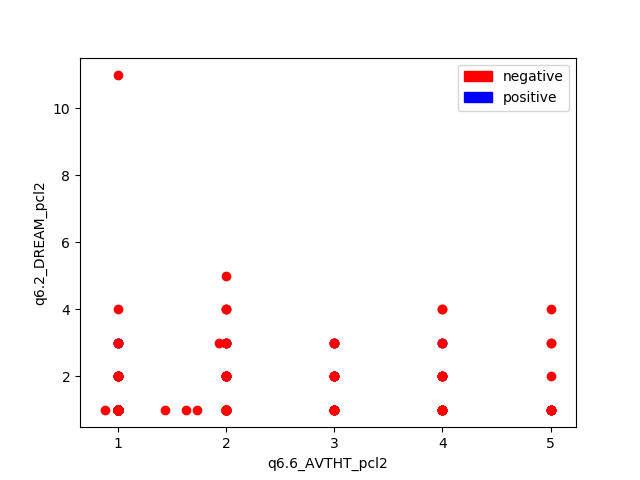 negative
positive
10
8
6
4
2
q6.2_DREAM_pcl2
1 2 3 4 5
q6.6_AVTHT_pcl2